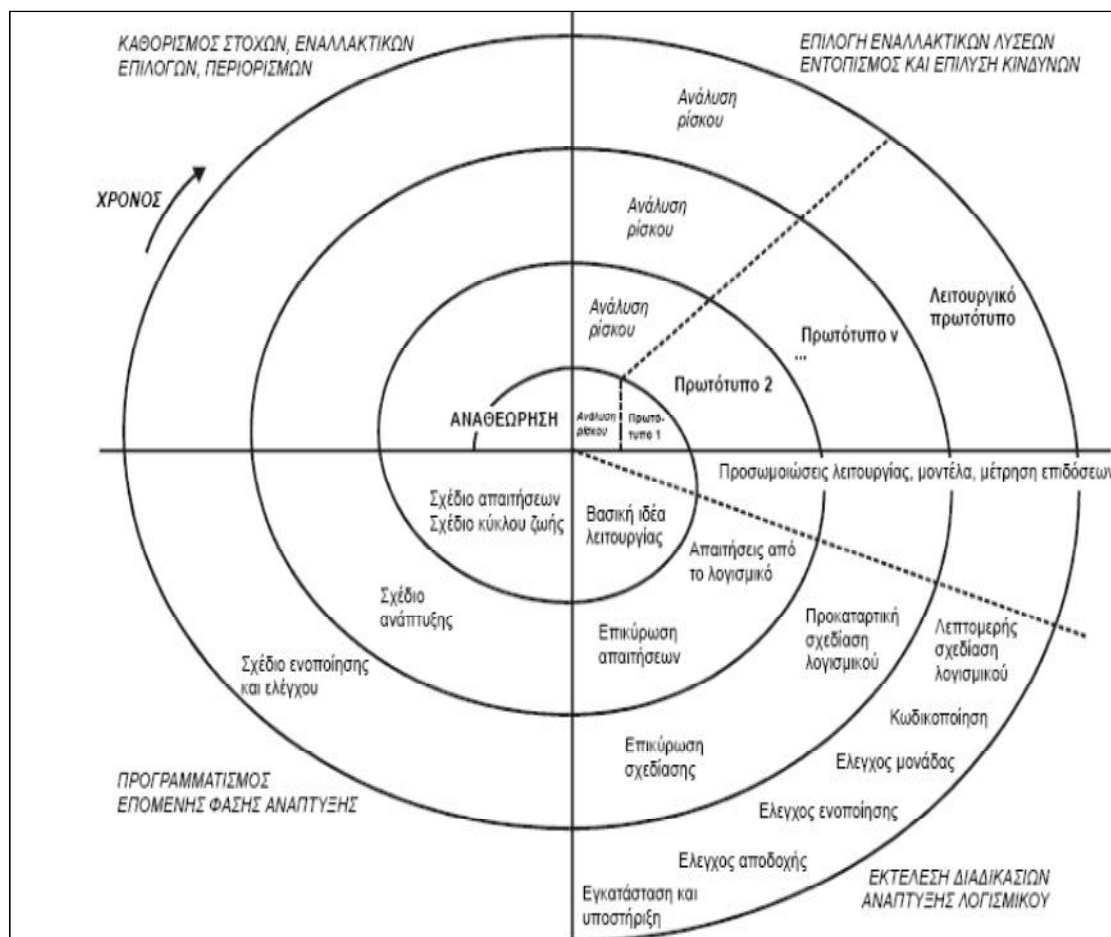 ΚΑΘΟΡΙΣΜΟΣ ΣΤΟΧΩΝ, ΕΝΑΛΛΑΚΤΙΚΩΝ
ΕΠΙΛΟΓΩΝ, ΠΕΡΙΟΡΙΣΜΩΝ
ΕΠΙΛΟΓΗ ΕΝΑΛΛΑΚΤΙΚΩΝ ΛΥΣΕΩΝ
ΕΝΤΟΠΙΣΜΟΣ ΚΑΙ ΕΠΙΛΥΣΗ ΚΙΝΔΥΝΩΝ
ΧΡΟΝΟΣ
Ανάλυση
ρίσκου
Ανάλυση
ρίσκου
Ανάλυση
ρίσκου
Λειτουργικό
πρωτότυπο
Πρωτότυπο ν
...
Πρωτότυπο 2
ΑΝΑΘΕΩΡΗΣΗ
Ανάλυση
ρίσκου
Πρωτό-
τυπο 1
Προσωμοιώσεις λειτουργίας, μοντέλα, μέτρηση επιδόσεων
Σχέδιο απαιτήσεων
Σχέδιο κύκλου ζωής
Βασική ιδέα
λειτουργίας
Απαιτήσεις από
το λογισμικό
Σχέδιο
ανάπτυξης
Επικύρωση
απαιτήσεων
Προκαταρτική
σχεδίαση
λογισμικού
Λεπτομερής
σχεδίαση
λογισμικού
Σχέδιο ενοποίησης
και ελέγχου
Κωδικοποίηση
Επικύρωση
σχεδίασης
Ελεγχος μονάδας
Ελεγχος ενοποίησης
Ελεγχος αποδοχής
Εγκατάσταση και
υποστήριξη
ΠΡΟΓΡΑΜΜΑΤΙΣΜΟΣ
ΕΠΟΜΕΝΗΣ ΦΑΣΗΣ ΑΝΑΠΤΥΞΗΣ
ΕΚΤΕΛΕΣΗ ΔΙΑΔΙΚΑΣΙΩΝ
ΑΝΑΠΤΥΞΗΣ ΛΟΓΙΣΜΙΚΟΥ